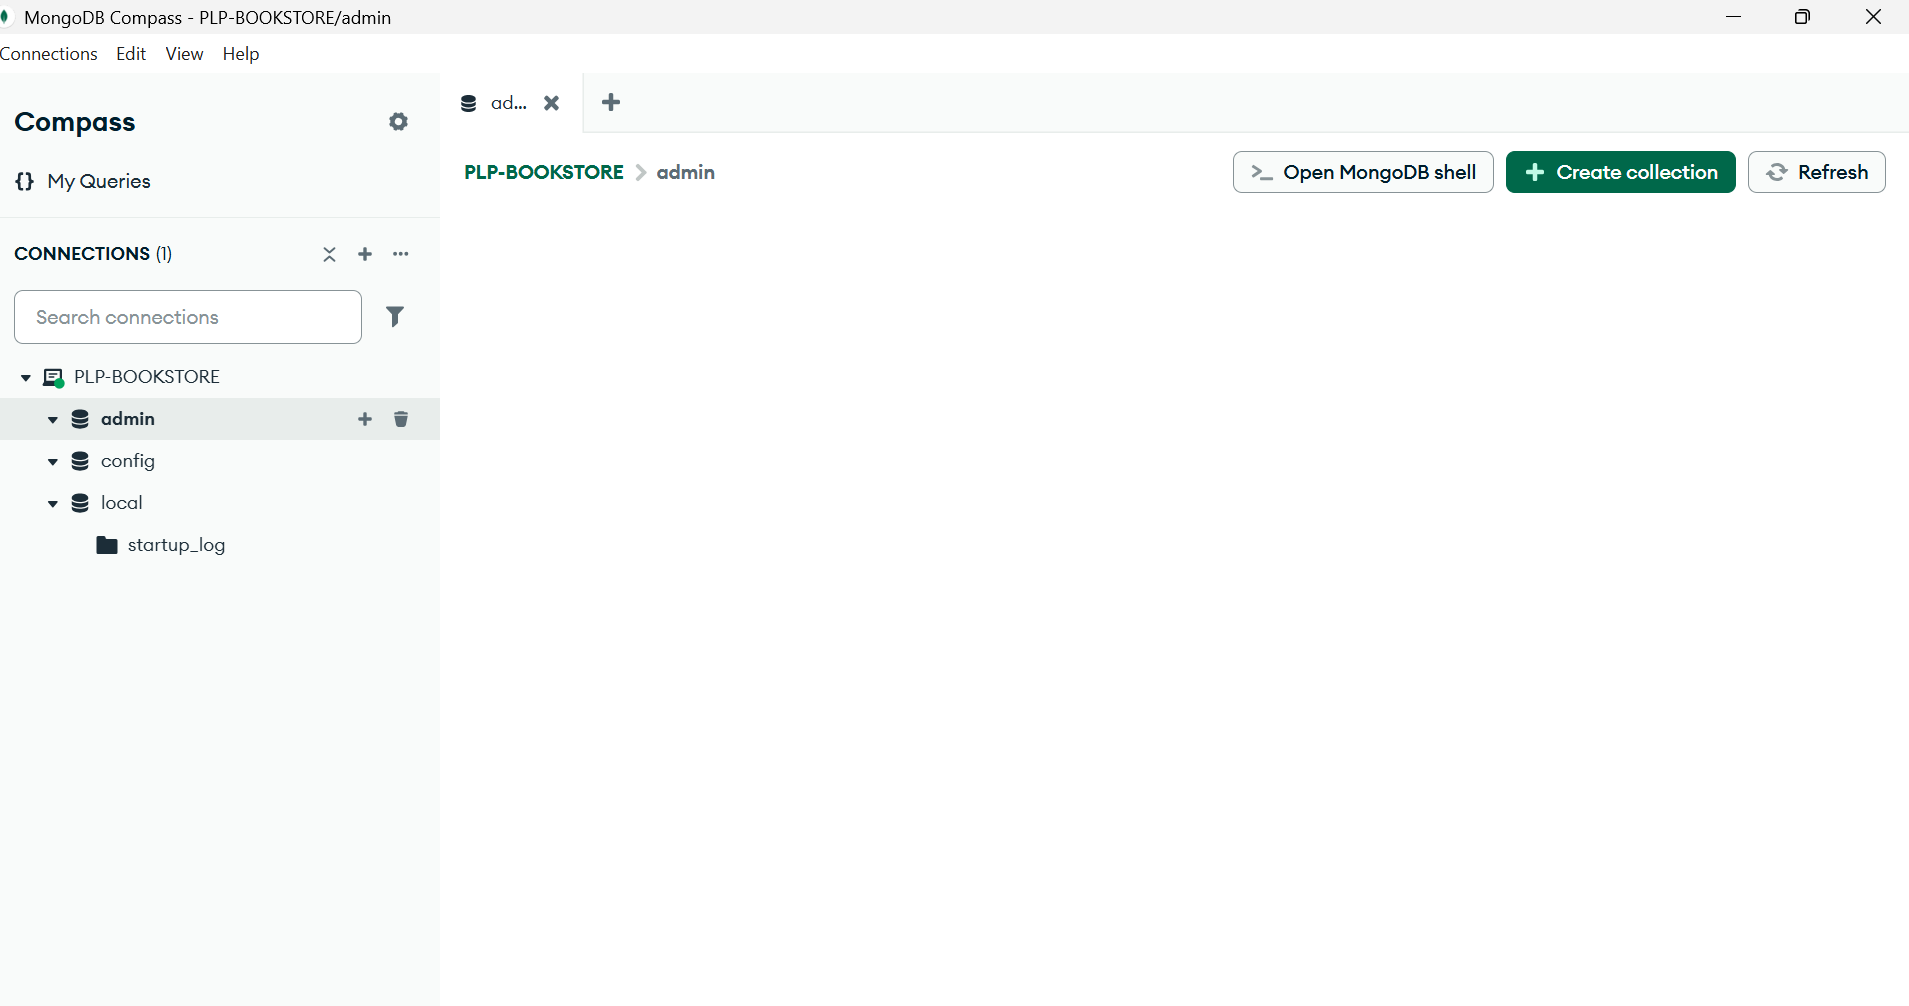 MongoDB Compass - PLP-BOOKSTORE/admin
Connections Edit View Help
Compass
{} My Queries
CONNECTIONS (1)
Search connections
PLP-BOOKSTORE
admin
config
local
startup_log
ad...
PLP-BOOKSTORE > admin
>_ Open MongoDB shell
+ Create collection
Refresh